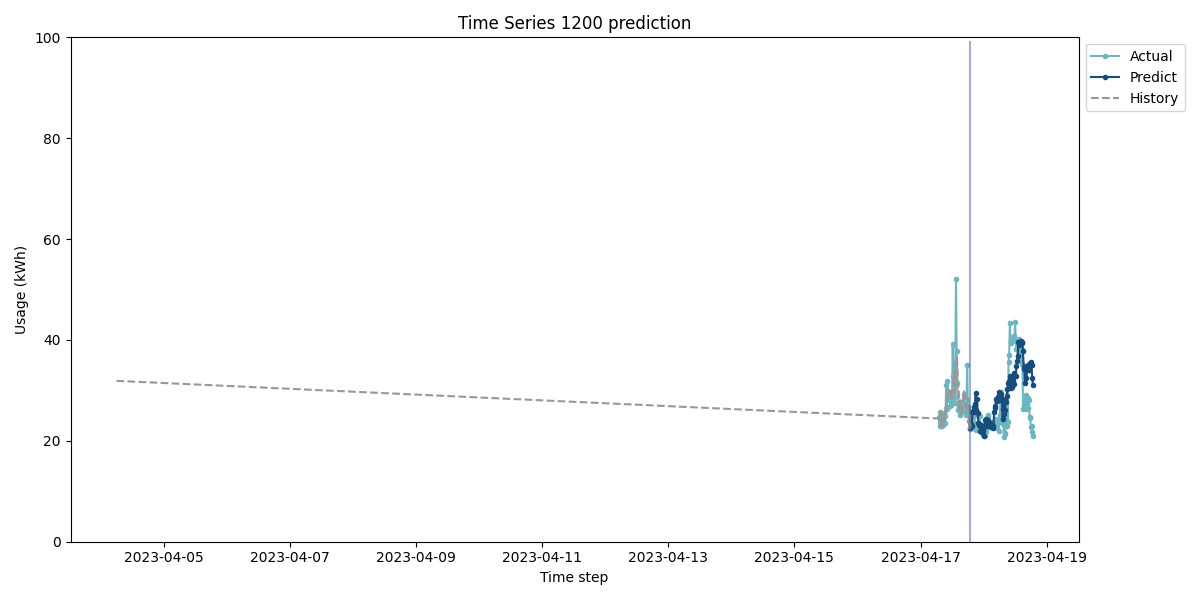 Time Series 1200 prediction
Usage (kWh)
100
80
60
40
20
0
2023-04-05 2023-04-07 2023-04-09 2023-04-11 2023-04-13 2023-04-15 2023-04-17 2023-04-19
Time step
Actual
Predict
History